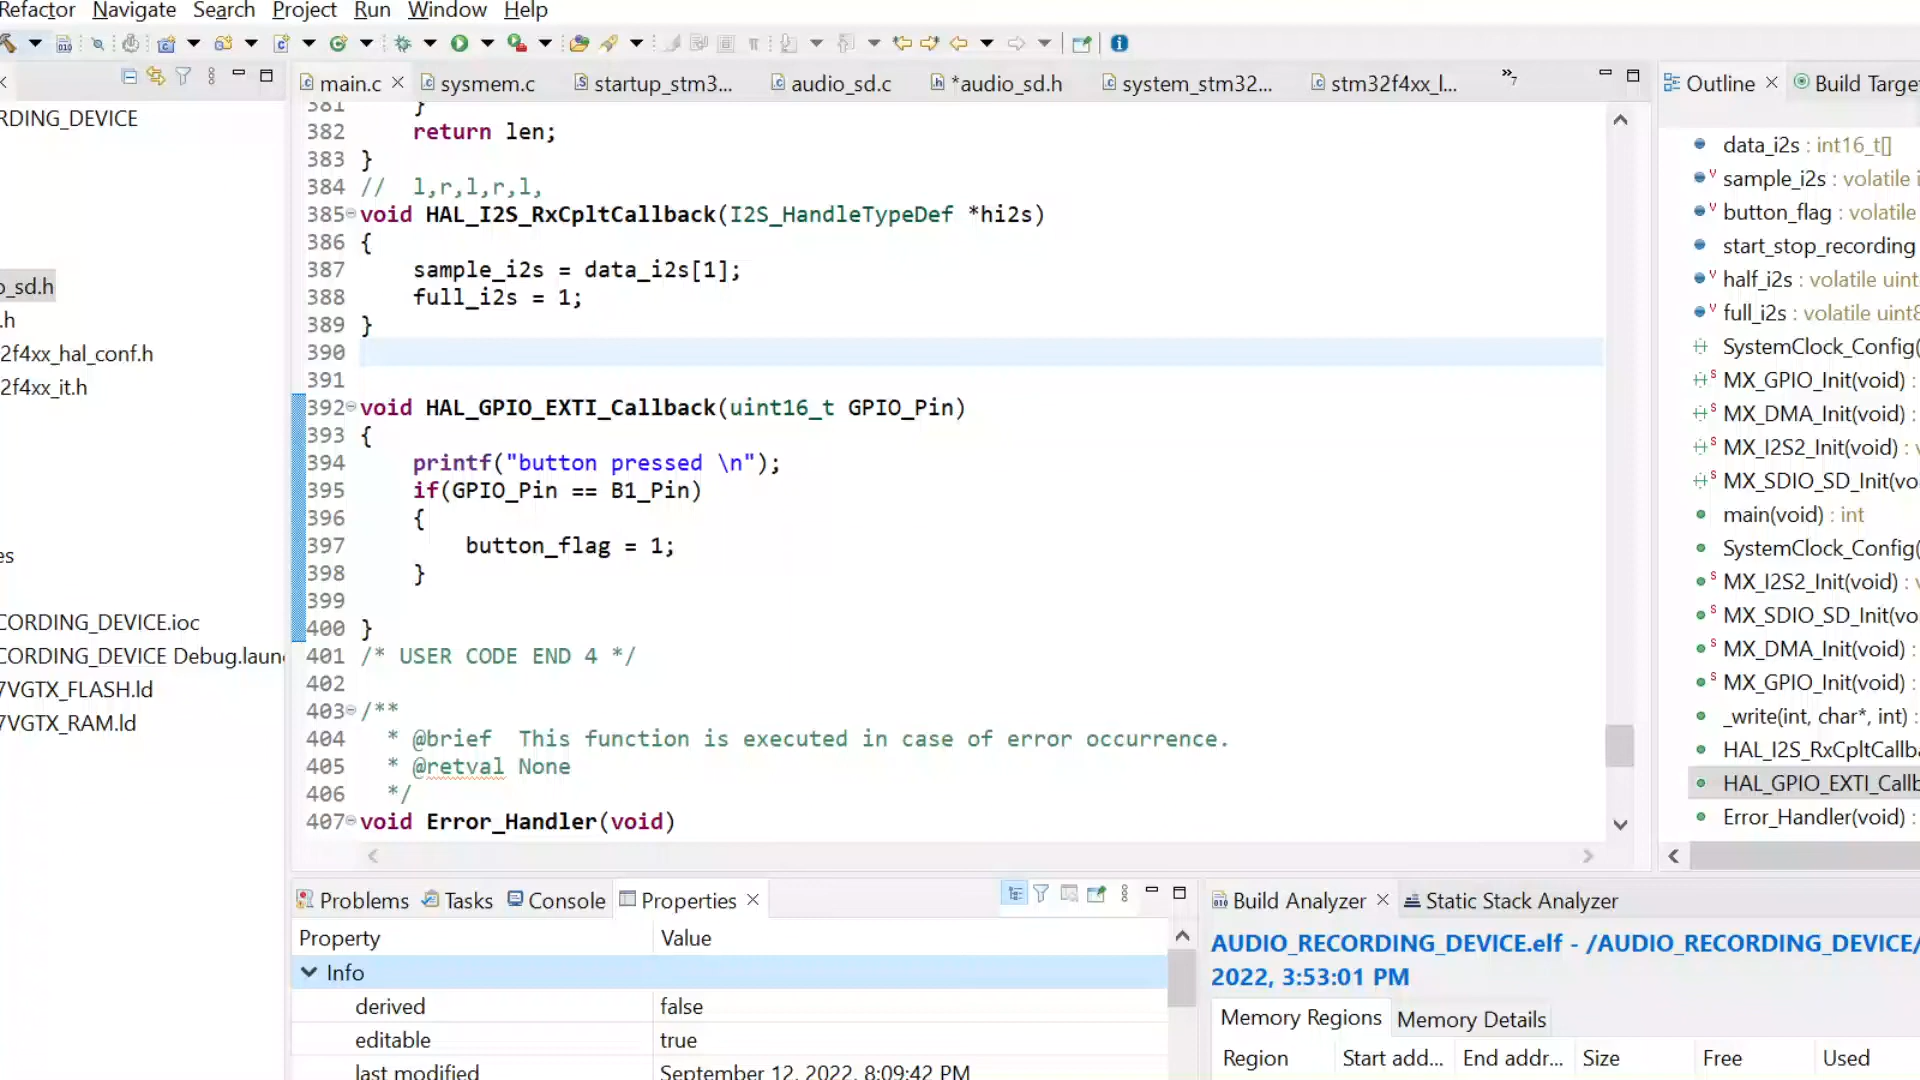 Refactor Navigate Search Project Run Window Help
main.c sysmem.c startup_stm3... audio_sd.c *audio_sd.h system_stm32... stm32f4xx_l... »7
RDING_DEVICE
o_sd.h
.h
2f4xx_hal_conf.h
2f4xx_it.h
es
CORDING_DEVICE.ioc
CORDING_DEVICE Debug.laun
7VGTX_FLASH.ld
7VGTX_RAM.ld
381 }
382 return len;
383 }
384 // l,r,l,r,l,
385 void HAL_I2S_RxCpltCallback(I2S_HandleTypeDef *hi2s)
386 {
387 sample_i2s = data_i2s[1];
388 full_i2s = 1;
389 }
390
391
392 void HAL_GPIO_EXTI_Callback(uint16_t GPIO_Pin)
393 {
394 printf("button pressed \n");
395 if(GPIO_Pin == B1_Pin)
396 {
397 button_flag = 1;
398 }
399
400 }
401 /* USER CODE END 4 */
402
403 /**
404 * @brief This function is executed in case of error occurrence.
405 * @retval None
406 */
407 void Error_Handler(void)
Outline Build Targe
data_i2s : int16_t[]
sample_i2s : volatile i
button_flag : volatile
start_stop_recording
half_i2s : volatile uint
full_i2s : volatile uint8
SystemClock_Config(
MX_GPIO_Init(void) :
MX_DMA_Init(void) :
MX_I2S2_Init(void) :
MX_SDIO_SD_Init(vo
main(void) : int
SystemClock_Config(
MX_I2S2_Init(void) :
MX_SDIO_SD_Init(vo
MX_DMA_Init(void) :
MX_GPIO_Init(void) :
_write(int, char*, int) :
HAL_I2S_RxCpltCallba
HAL_GPIO_EXTI_Callb
Error_Handler(void) :
Problems Tasks Console Properties
Property Value
Info
derived false
editable true
last modified September 12, 2022, 8:09:42 PM
Build Analyzer Static Stack Analyzer
AUDIO_RECORDING_DEVICE.elf - /AUDIO_RECORDING_DEVICE/
2022, 3:53:01 PM
Memory Regions Memory Details
Region Start add... End addr... Size Free Used